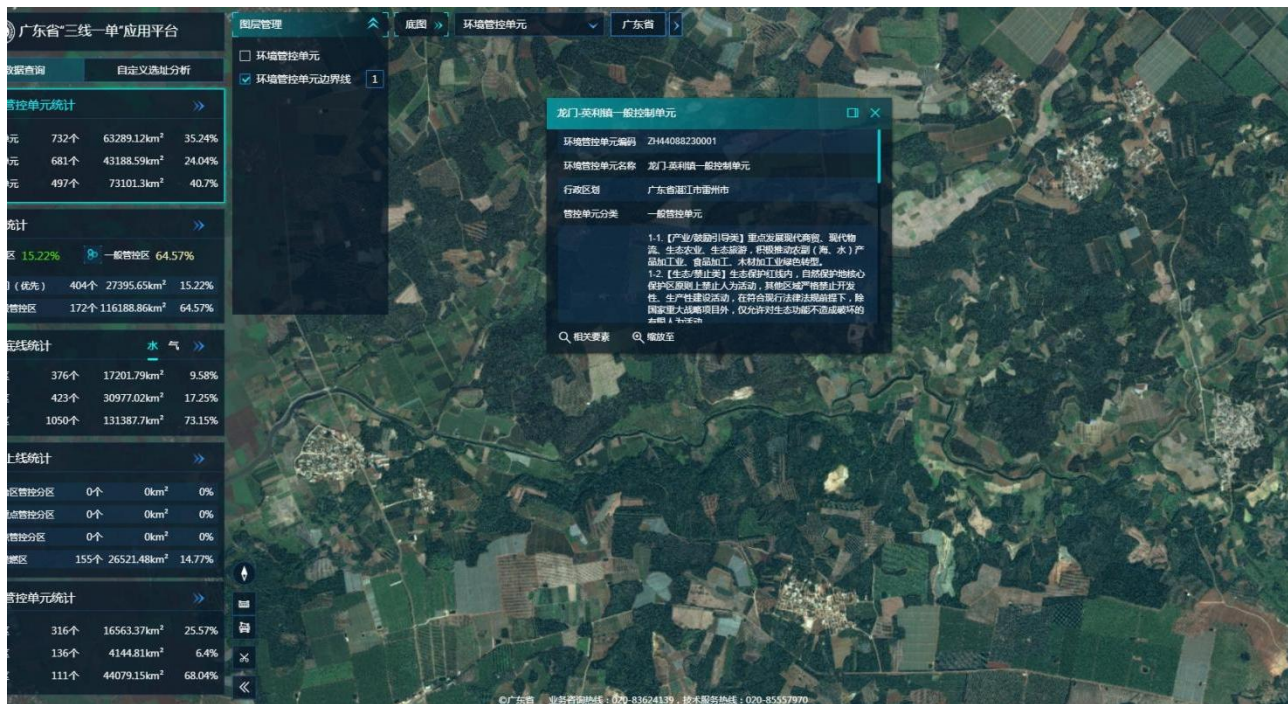 广东省“三线一单”应用平台
数据查询 自定义选址分析
管控单元统计
元 732个 63289.12km² 35.24%
元 681个 43188.59km² 24.04%
元 497个 73101.3km² 40.7%
统计
区 15.22% 一般管控区 64.57%
(优先) 404个 27395.65km² 15.22%
管控区 172个 116188.86km² 64.57%
底线统计 水 气
区 376个 17201.79km² 9.58%
区 423个 30977.02km² 17.25%
区 1050个 131387.7km² 73.15%
上线统计
区管控分区 0个 0km² 0%
重点管控分区 0个 0km² 0%
管控分区 0个 0km² 0%
禁燃区 155个 26521.48km² 14.77%
管控单元统计
区 316个 16563.37km² 25.57%
区 136个 4144.81km² 6.4%
区 111个 44079.15km² 68.04%
图层管理
环境管控单元
环境管控单元边界线 1
底图 » 环境管控单元 广东省
龙门-英利镇一般控制单元
环境管控单元编码 ZH44088230001
环境管控单元名称 龙门-英利镇一般控制单元
行政区划 广东省湛江市雷州市
管控单元分类 一般管控单元
1-1.【产业/鼓励引导类】重点发展现代商贸、现代物
流、生态农业、生态旅游,积极推动农副(海、水)产
品加工业、食品加工、木材加工业绿色转型。
1-2.【生态/禁止类】生态保护红线内,自然保护地核心
保护区原则上禁止人为活动,其他区域严格禁止开发
性、生产性建设活动,在符合现行法律法规前提下,除
国家重大战略项目外,仅允许对生态功能不造成破坏的
有限人为活动
相关要素 缩放至
©广东省 业务咨询热线:020-83624139,技术服务热线:020-85557970